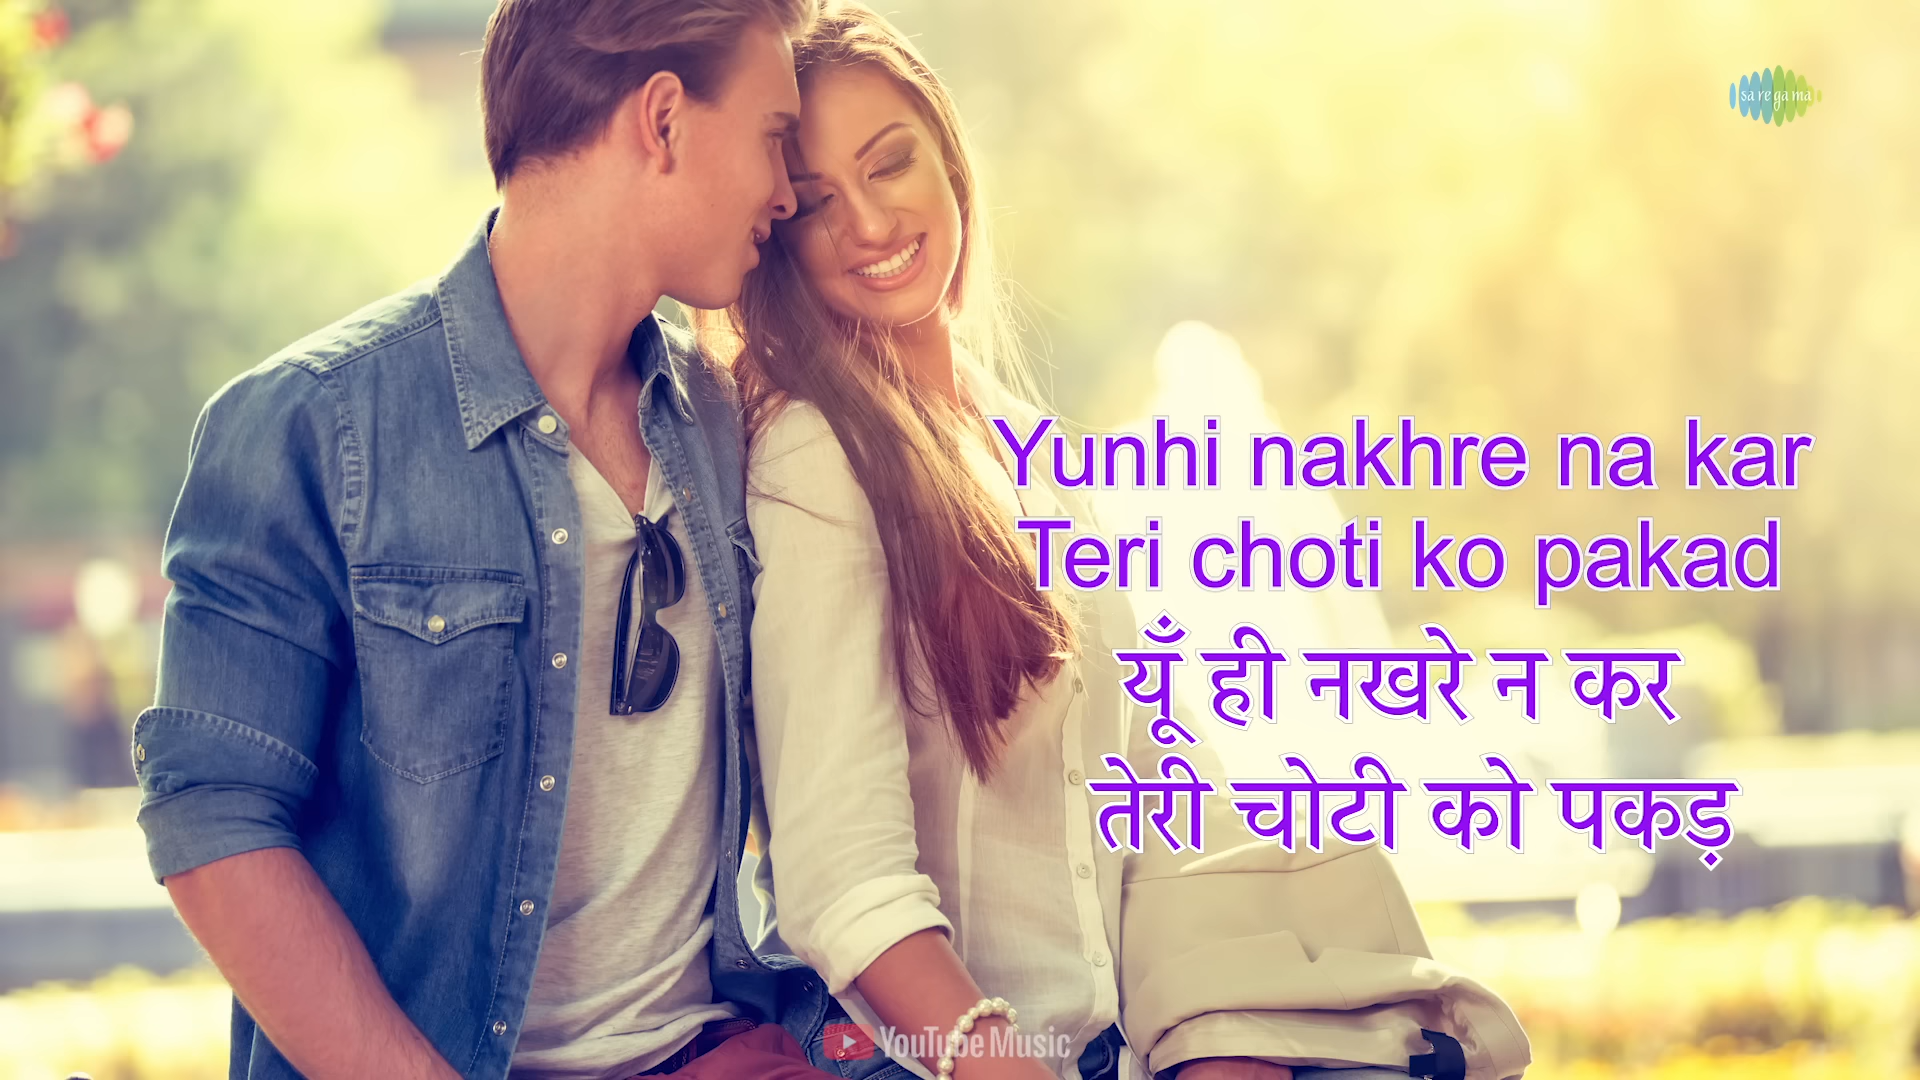 sa re ga ma
Yunhi nakhre na kar
Teri choti ko pakad
यूँ ही नखरे न कर
तेरी चोटी को पकड़
YouTube Music